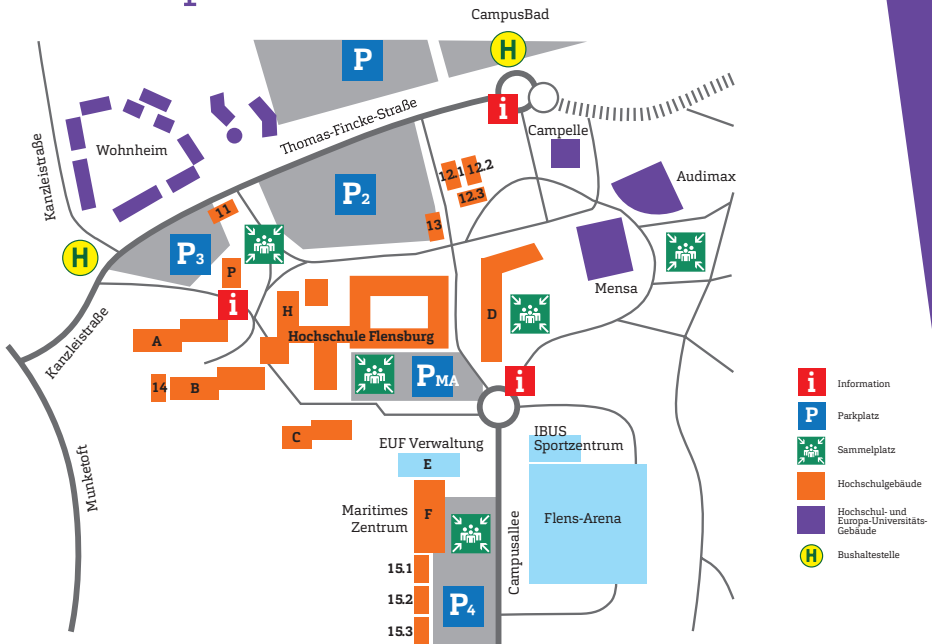 CampusBad
H
P
i
Thomas-Fincke-Straße
Kanzleistraße
Wohnheim
Campelle
12.1
12.2
12.3
Audimax
P2
11
13
H
P3
P
Mensa
i
H
D
A
Hochschule Flensburg
Kanzleistraße
PMA
i
14
B
C
EUF Verwaltung
E
IBUS
Sportzentrum
Munketoft
Maritimes
Zentrum
F
Flens-Arena
Campusallee
15.1
15.2
15.3
P4
i
Information
P
Parkplatz
Sammelplatz
Hochschulgebäude
Hochschul- und
Europa-Universitäts-
Gebäude
H
Bushaltestelle